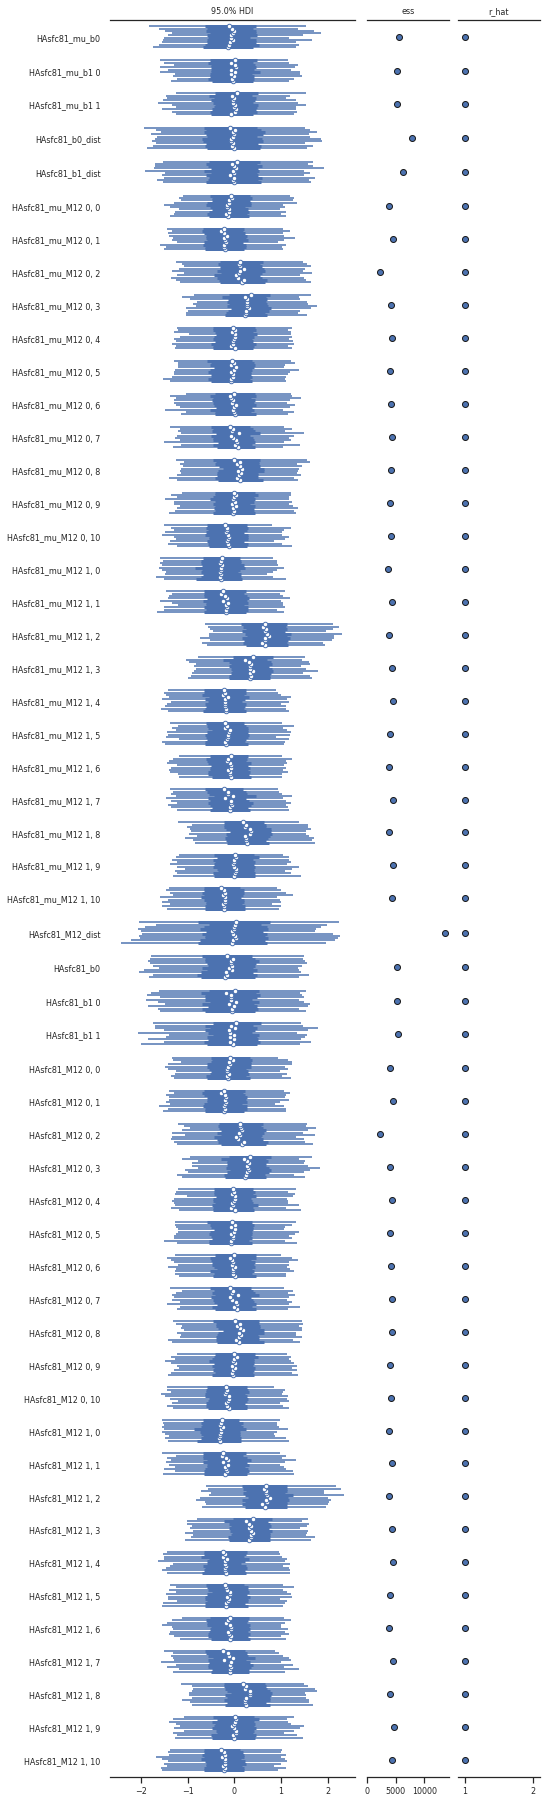 95.0% HDI ess r_hat
HAsfc81_mu_b0
HAsfc81_mu_b1 0
HAsfc81_mu_b1 1
HAsfc81_b0_dist
HAsfc81_b1_dist
HAsfc81_mu_M12 0, 0
HAsfc81_mu_M12 0, 1
HAsfc81_mu_M12 0, 2
HAsfc81_mu_M12 0, 3
HAsfc81_mu_M12 0, 4
HAsfc81_mu_M12 0, 5
HAsfc81_mu_M12 0, 6
HAsfc81_mu_M12 0, 7
HAsfc81_mu_M12 0, 8
HAsfc81_mu_M12 0, 9
HAsfc81_mu_M12 0, 10
HAsfc81_mu_M12 1, 0
HAsfc81_mu_M12 1, 1
HAsfc81_mu_M12 1, 2
HAsfc81_mu_M12 1, 3
HAsfc81_mu_M12 1, 4
HAsfc81_mu_M12 1, 5
HAsfc81_mu_M12 1, 6
HAsfc81_mu_M12 1, 7
HAsfc81_mu_M12 1, 8
HAsfc81_mu_M12 1, 9
HAsfc81_mu_M12 1, 10
HAsfc81_M12_dist
HAsfc81_b0
HAsfc81_b1 0
HAsfc81_b1 1
HAsfc81_M12 0, 0
HAsfc81_M12 0, 1
HAsfc81_M12 0, 2
HAsfc81_M12 0, 3
HAsfc81_M12 0, 4
HAsfc81_M12 0, 5
HAsfc81_M12 0, 6
HAsfc81_M12 0, 7
HAsfc81_M12 0, 8
HAsfc81_M12 0, 9
HAsfc81_M12 0, 10
HAsfc81_M12 1, 0
HAsfc81_M12 1, 1
HAsfc81_M12 1, 2
HAsfc81_M12 1, 3
HAsfc81_M12 1, 4
HAsfc81_M12 1, 5
HAsfc81_M12 1, 6
HAsfc81_M12 1, 7
HAsfc81_M12 1, 8
HAsfc81_M12 1, 9
HAsfc81_M12 1, 10
−2 −1 0 1 2 0 5000 10000 1 2